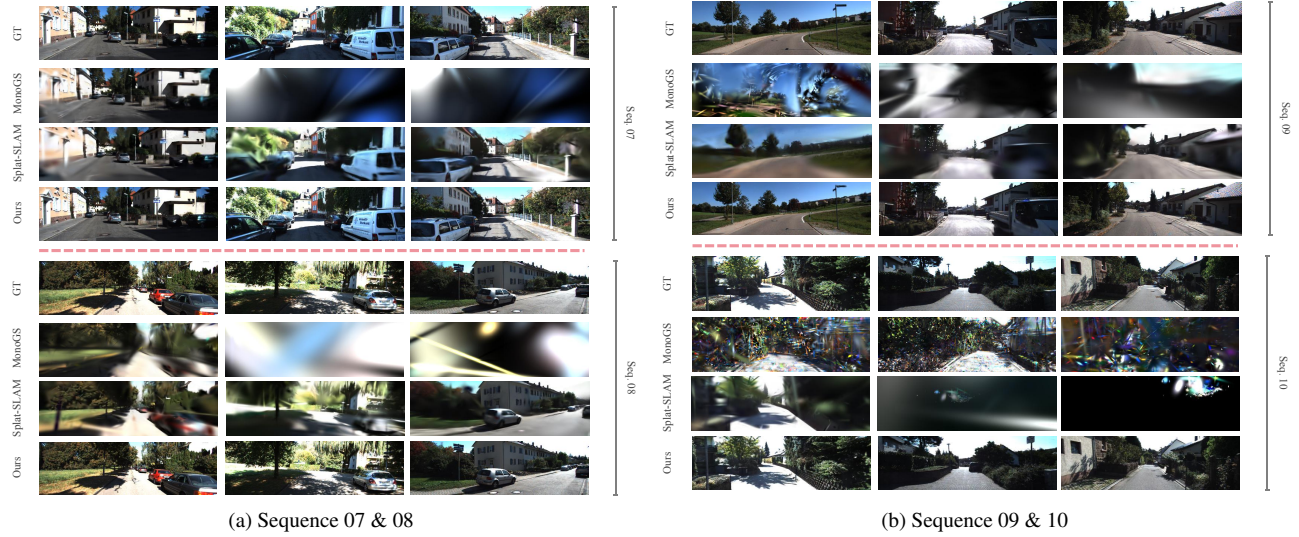 GT
MonoGS
Splat-SLAM
Ours
Seq. 07
GT
MonoGS
Splat-SLAM
Ours
Seq. 08
(a) Sequence 07 & 08
GT
MonoGS
Splat-SLAM
Ours
Seq. 09
GT
MonoGS
Splat-SLAM
Ours
Seq. 10
(b) Sequence 09 & 10